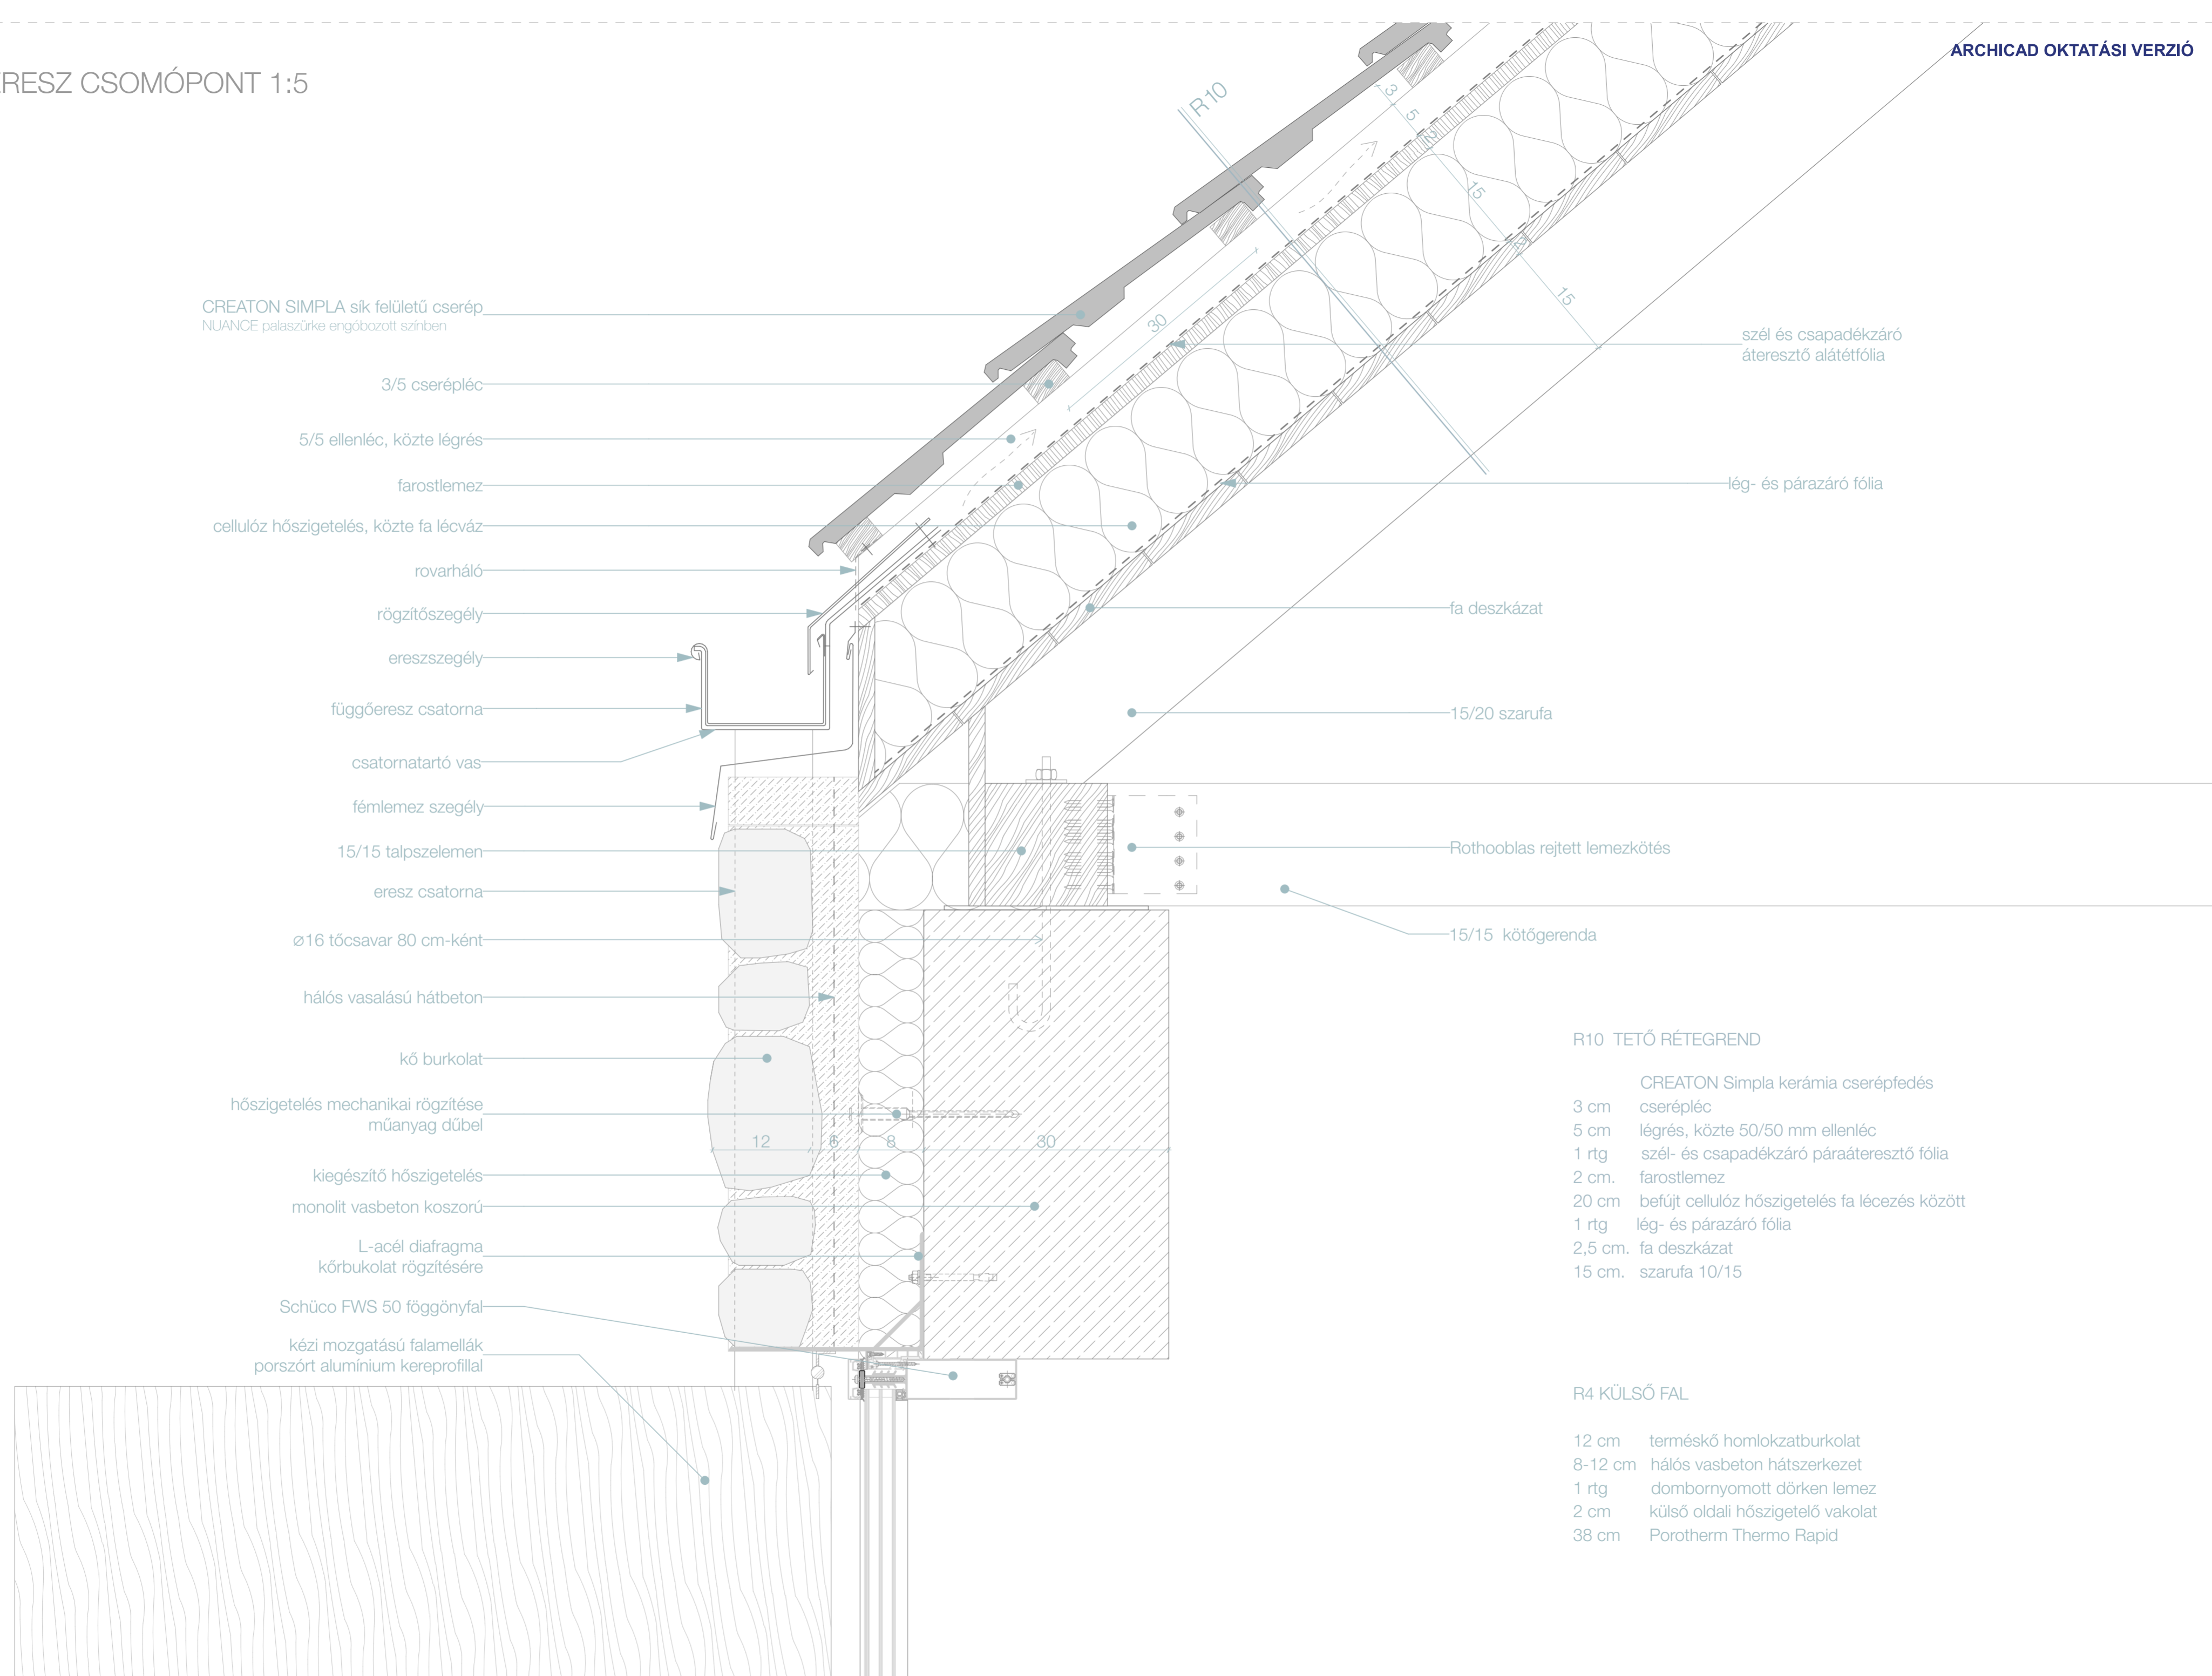 ARCHICAD OKTATÁSI VERZIÓ
RESZ CSOMÓPONT 1:5
R10
3
5
2
15
2
15
30
CREATON SIMPLA sík felületű cserép
NUANCE palaszürke engóbozott színben
3/5 cserépléc
5/5 ellenléc, közte légrés
farostlemez
cellulóz hőszigetelés, közte fa lécváz
rovarháló
rögzítőszegély
ereszszegély
függőeresz csatorna
csatornatartó vas
fémlemez szegély
15/15 talpszelemen
eresz csatorna
⌀16 tőcsavar 80 cm-ként
hálós vasalású hátbeton
kő burkolat
hőszigetelés mechanikai rögzítése
műanyag dűbel
kiegészítő hőszigetelés
monolit vasbeton koszorú
L-acél diafragma
kőrbukolat rögzítésére
Schüco FWS 50 föggönyfal
kézi mozgatású falamellák
porszórt alumínium kereprofillal
12
6
8
30
szél és csapadékzáró
áteresztő alátétfólia
lég- és párazáró fólia
fa deszkázat
15/20 szarufa
Rothooblas rejtett lemezkötés
15/15 kötőgerenda
R10 TETŐ RÉTEGREND
CREATON Simpla kerámia cserépfedés
3 cm cserépléc
5 cm légrés, közte 50/50 mm ellenléc
1 rtg szél- és csapadékzáró páraáteresztő fólia
2 cm. farostlemez
20 cm befújt cellulóz hőszigetelés fa lécezés között
1 rtg lég- és párazáró fólia
2,5 cm. fa deszkázat
15 cm. szarufa 10/15
R4 KÜLSŐ FAL
12 cm terméskő homlokzatburkolat
8-12 cm hálós vasbeton hátszerkezet
1 rtg dombornyomott dörken lemez
2 cm külső oldali hőszigetelő vakolat
38 cm Porotherm Thermo Rapid